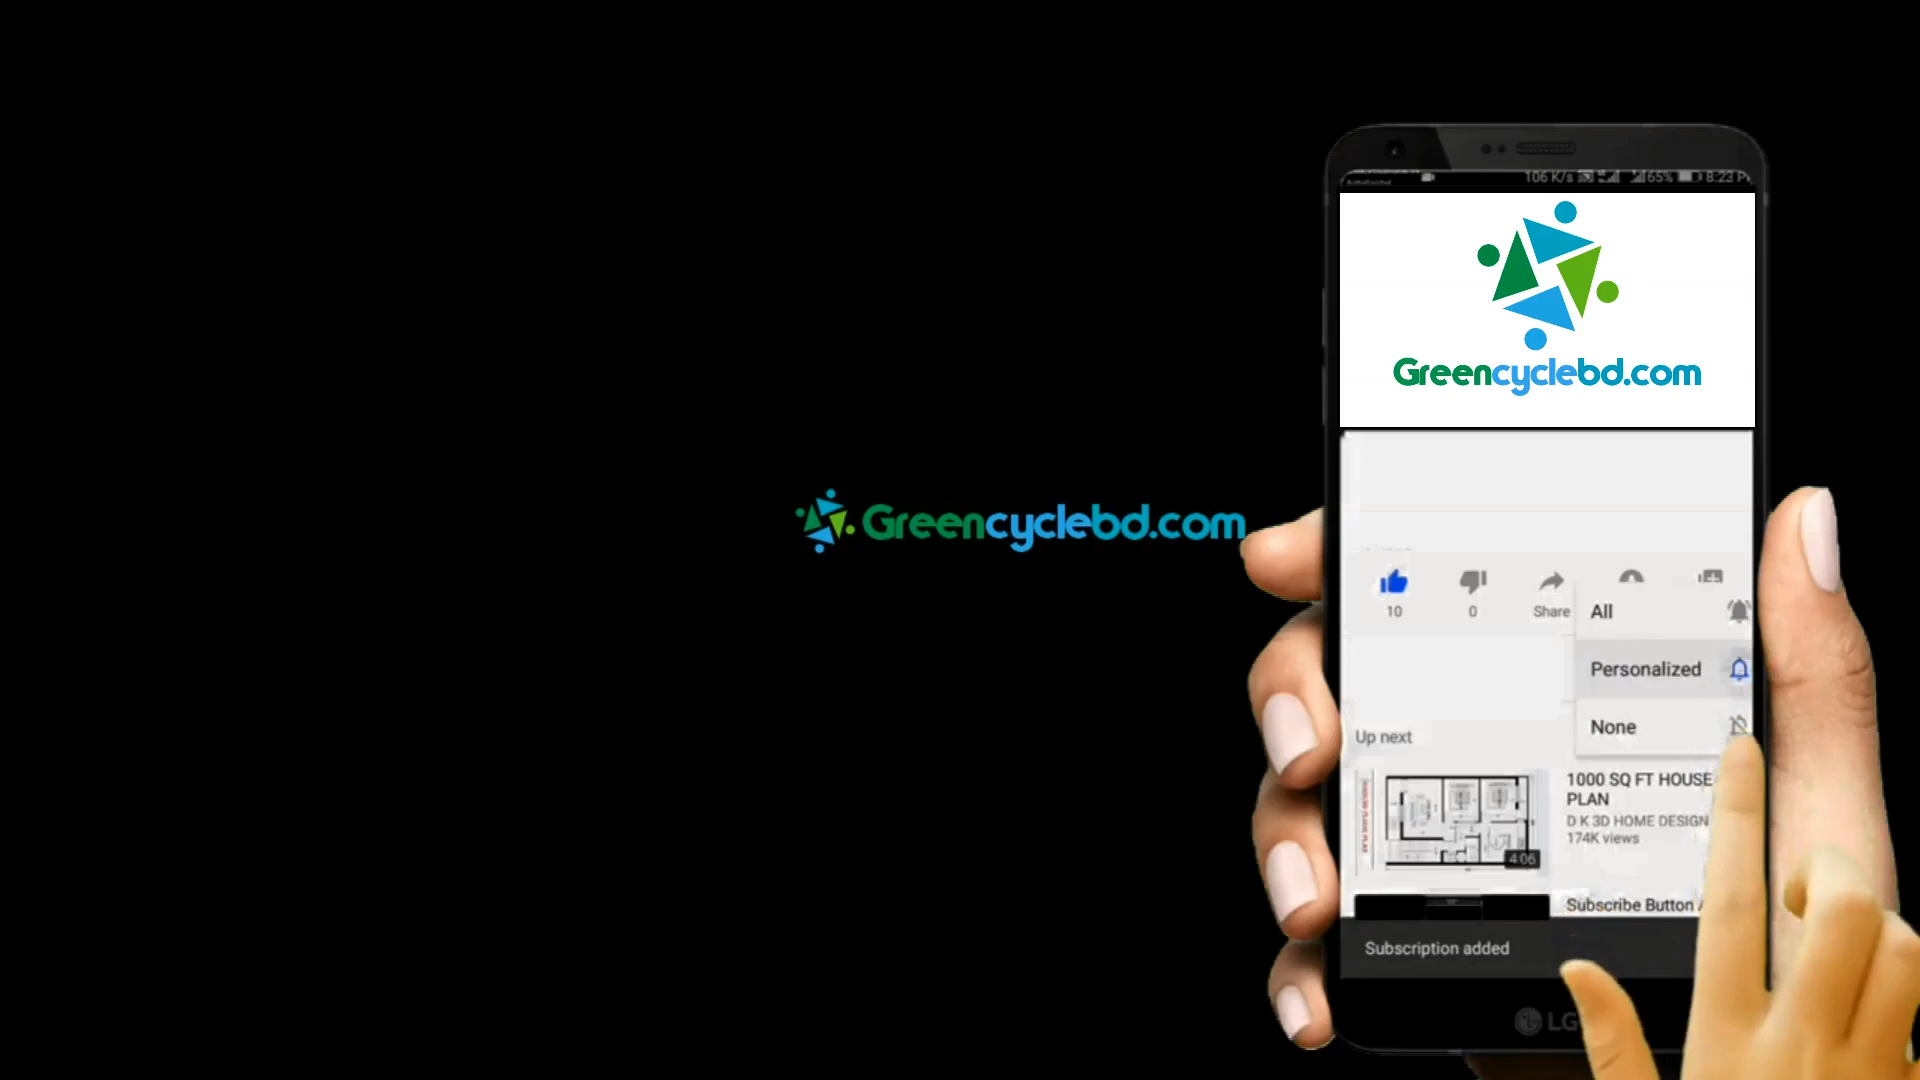 106 K/s 65% 8:23 P
Greencyclebd.com
Greencyclebd.com
10
0
Share
All
Personalized
None
Up next
1000 SQ FT HOUSE
PLAN
D K 3D HOME DESIGN
174K views
4:06
Subscribe Button
Subscription added
LG